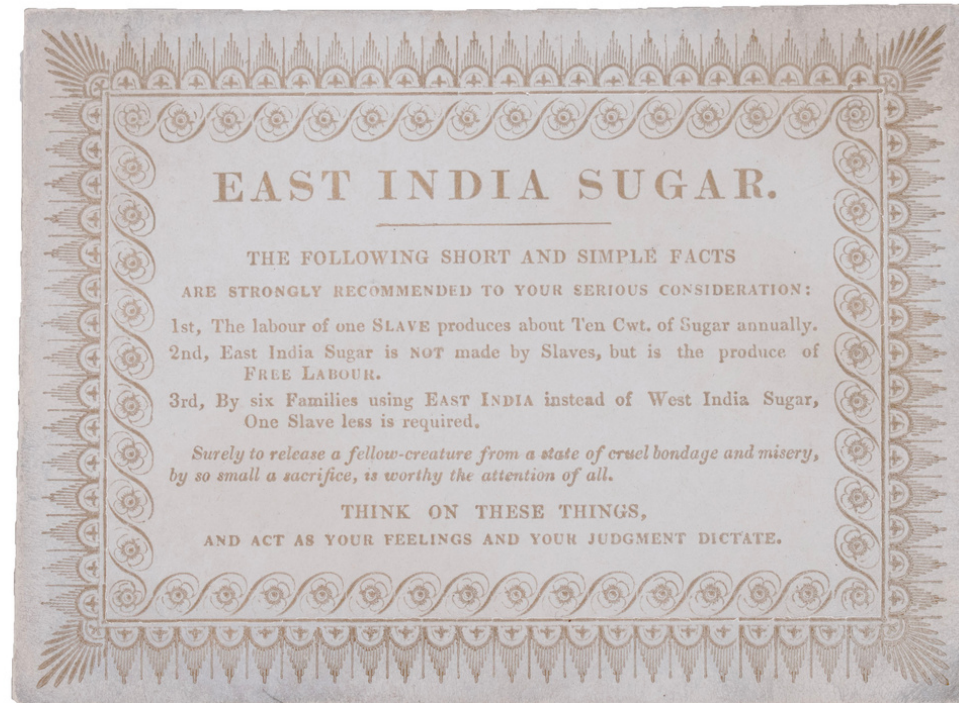 EAST INDIA SUGAR.
THE FOLLOWING SHORT AND SIMPLE FACTS
ARE STRONGLY RECOMMENDED TO YOUR SERIOUS CONSIDERATION:
1st, The labour of one SLAVE produces about Ten Cwt. of Sugar annually.
2nd, East India Sugar is NOT made by Slaves, but is the produce of
FREE LABOUR.
3rd, By six Families using EAST INDIA instead of West India Sugar,
One Slave less is required.
Surely to release a fellow-creature from a state of cruel bondage and misery,
by so small a sacrifice, is worthy the attention of all.
THINK ON THESE THINGS,
AND ACT AS YOUR FEELINGS AND YOUR JUDGMENT DICTATE.